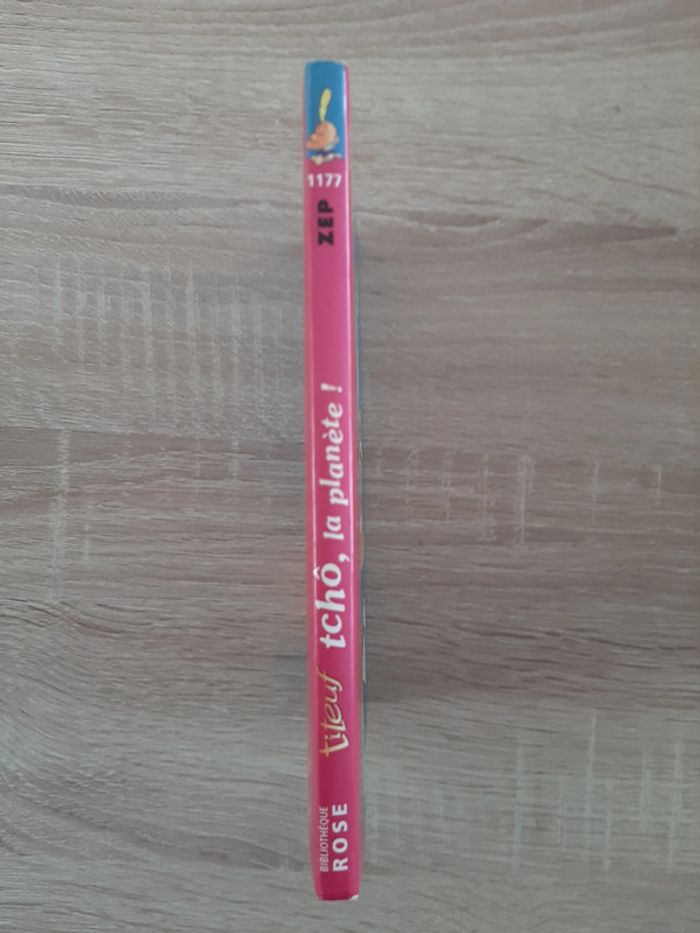 1177
ZEP
titeuf tchô, la planète !
BIBLIOTHÈQUE
ROSE